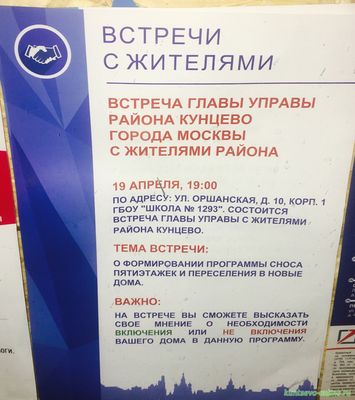 ВСТРЕЧИ
С ЖИТЕЛЯМИ
ВСТРЕЧА ГЛАВЫ УПРАВЫ
РАЙОНА КУНЦЕВО
ГОРОДА МОСКВЫ
С ЖИТЕЛЯМИ РАЙОНА
19 АПРЕЛЯ, 19:00
ПО АДРЕСУ: УЛ. ОРШАНСКАЯ, Д. 10, КОРП. 1
ГБОУ "ШКОЛА № 1293". СОСТОИТСЯ
ВСТРЕЧА ГЛАВЫ УПРАВЫ С ЖИТЕЛЯМИ
РАЙОНА КУНЦЕВО.
ТЕМА ВСТРЕЧИ:
О ФОРМИРОВАНИИ ПРОГРАММЫ СНОСА
ПЯТИЭТАЖЕК И ПЕРЕСЕЛЕНИЯ В НОВЫЕ
ДОМА.
ВАЖНО:
НА ВСТРЕЧЕ ВЫ СМОЖЕТЕ ВЫСКАЗАТЬ
СВОЕ МНЕНИЕ О НЕОБХОДИМОСТИ
ВКЛЮЧЕНИЯ ИЛИ НЕ ВКЛЮЧЕНИЯ
ВАШЕГО ДОМА В ДАННУЮ ПРОГРАММУ.